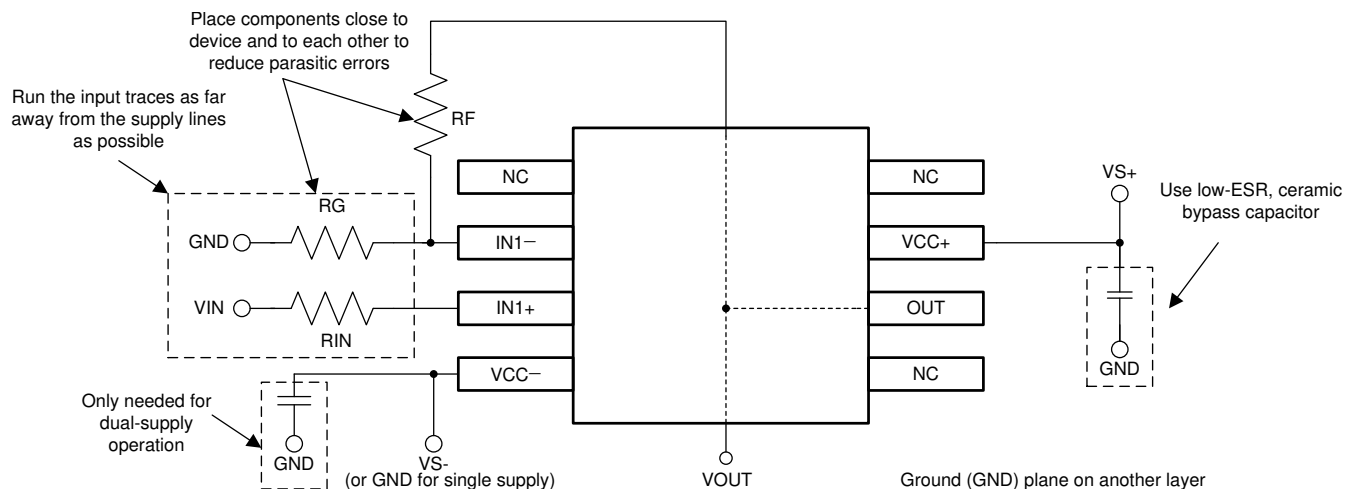 Place components close to
device and to each other to
reduce parasitic errors
Run the input traces as far
away from the supply lines
as possible
RF
NC
NC
VS+
Use low-ESR, ceramic
bypass capacitor
RG
GND
IN1−
VCC+
VIN
IN1+
OUT
RIN
GND
VCC−
NC
Only needed for
dual-supply
operation
GND
VS-
(or GND for single supply)
VOUT
Ground (GND) plane on another layer